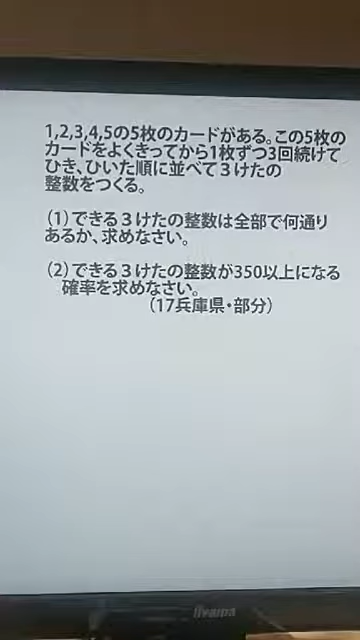 1,2,3,4,5の5枚のカードがある。この5枚の
カードをよくきってから1枚ずつ3回続けて
ひき、ひいた順に並べて３けたの
整数をつくる。
（1）できる３けたの整数は全部で何通り
あるか、求めなさい。
（2）できる３けたの整数が350以上になる
確率を求めなさい。
（17兵庫県・部分）
iiyama